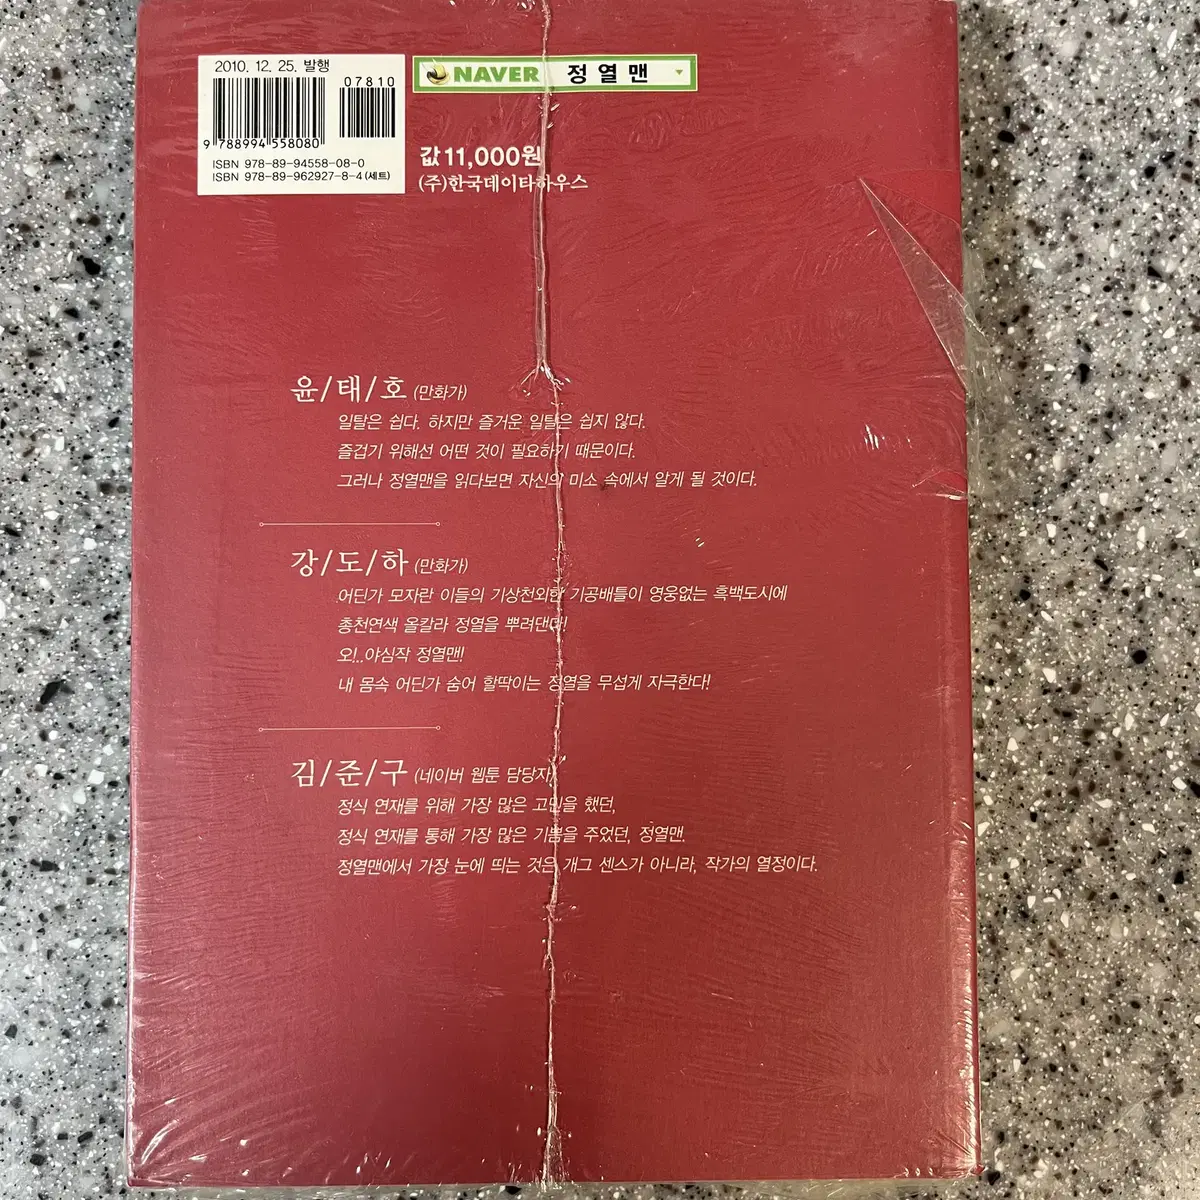 2010. 12. 25. 발행
07810
9 788994 558080
ISBN 978-89-94558-08-0
ISBN 978-89-962927-8-4(세트)
NAVER 정열맨
값 11,000원
(주)한국데이타하우스
윤/태/호 (만화가)
일탈은 쉽다. 하지만 즐거운 일탈은 쉽지 않다.
즐겁기 위해선 어떤 것이 필요하기 때문이다.
그러나 정열맨을 읽다보면 자신의 미소 속에서 알게 될 것이다.
강/도/하 (만화가)
어딘가 모자란 이들의 기상천외한 기공배틀이 영웅없는 흑백도시에
총천연색 올칼라 정열을 뿌려댄다!
오!..야심작 정열맨!
내 몸속 어딘가 숨어 할딱이는 정열을 무섭게 자극한다!
김/준/구 (네이버 웹툰 담당자)
정식 연재를 위해 가장 많은 고민을 했던,
정식 연재를 통해 가장 많은 기쁨을 주었던, 정열맨.
정열맨에서 가장 눈에 띄는 것은 개그 센스가 아니라, 작가의 열정이다.